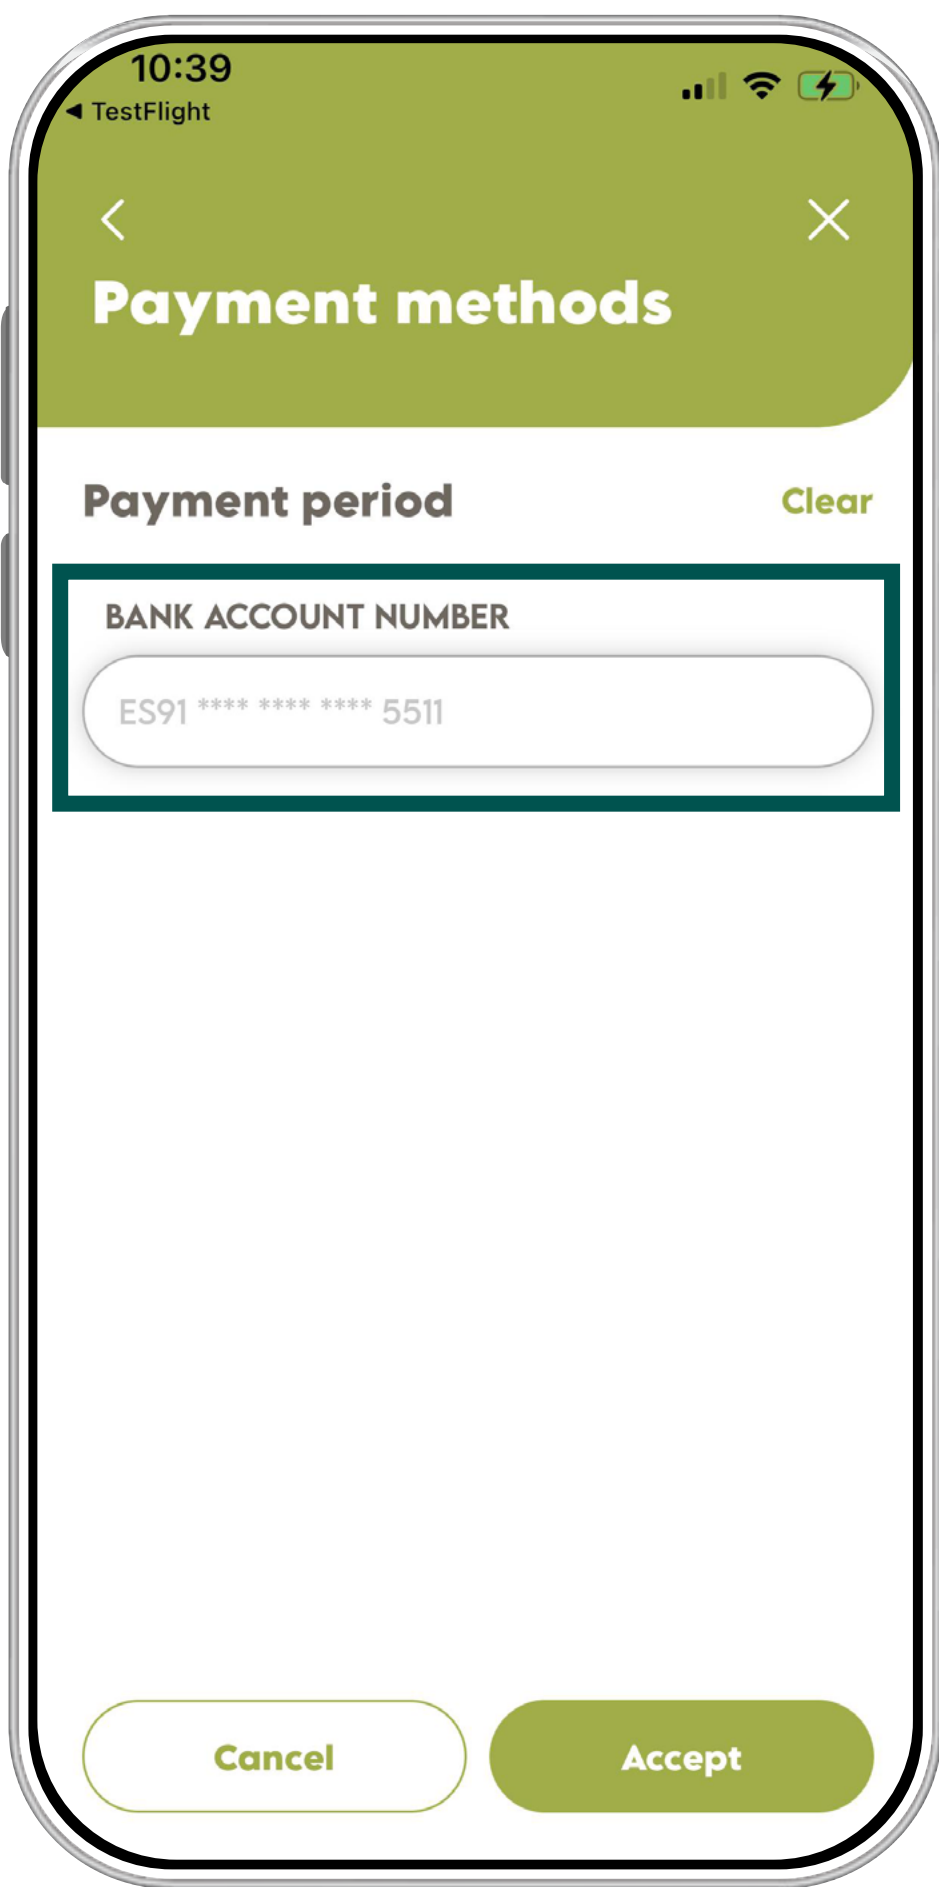 10:39
◀ TestFlight
Payment methods
Payment period
Clear
BANK ACCOUNT NUMBER
ES91 **** **** **** 5511
Cancel
Accept